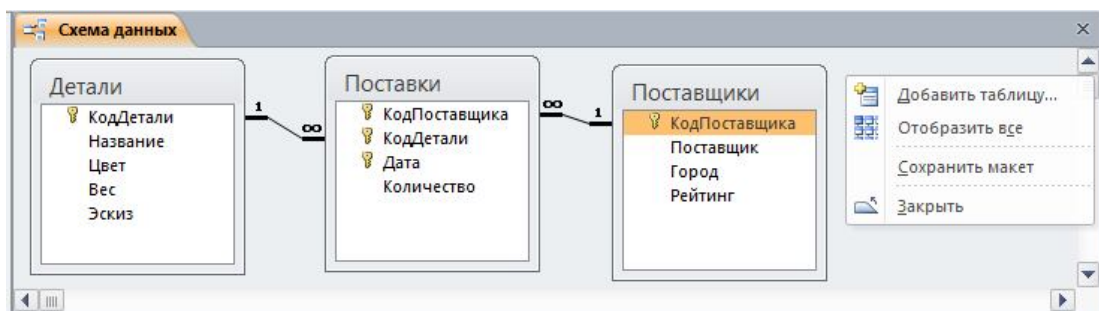 Схема данных
Детали
КодДетали
Название
Цвет
Вес
Эскиз
1
∞
Поставки
КодПоставщика
КодДетали
Дата
Количество
∞
1
Поставщики
КодПоставщика
Поставщик
Город
Рейтинг
Добавить таблицу...
Отобразить все
Сохранить макет
Закрыть